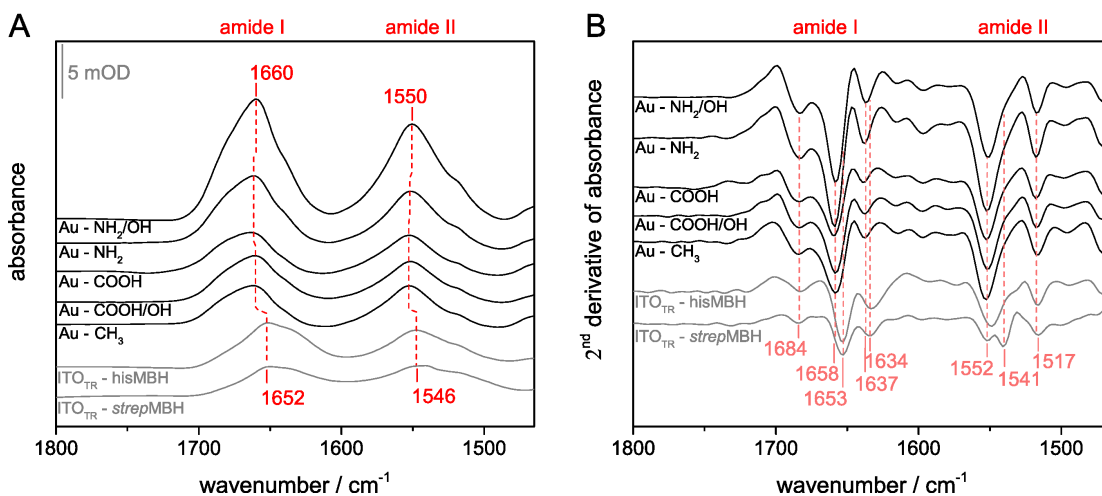 A
amide I
amide II
5 mOD
1660
1550
absorbance
Au - NH2/OH
Au - NH2
Au - COOH
Au - COOH/OH
Au - CH3
ITOTR - hisMBH
ITOTR - strepMBH
1652
1546
1800
1700
1600
1500
wavenumber / cm-1
B
amide I
amide II
2nd derivative of absorbance
Au - NH2/OH
Au - NH2
Au - COOH
Au - COOH/OH
Au - CH3
ITOTR - hisMBH
ITOTR - strepMBH
1684
1658
1653
1634
1637
1552
1541
1517
1800
1700
1600
1500
wavenumber / cm-1